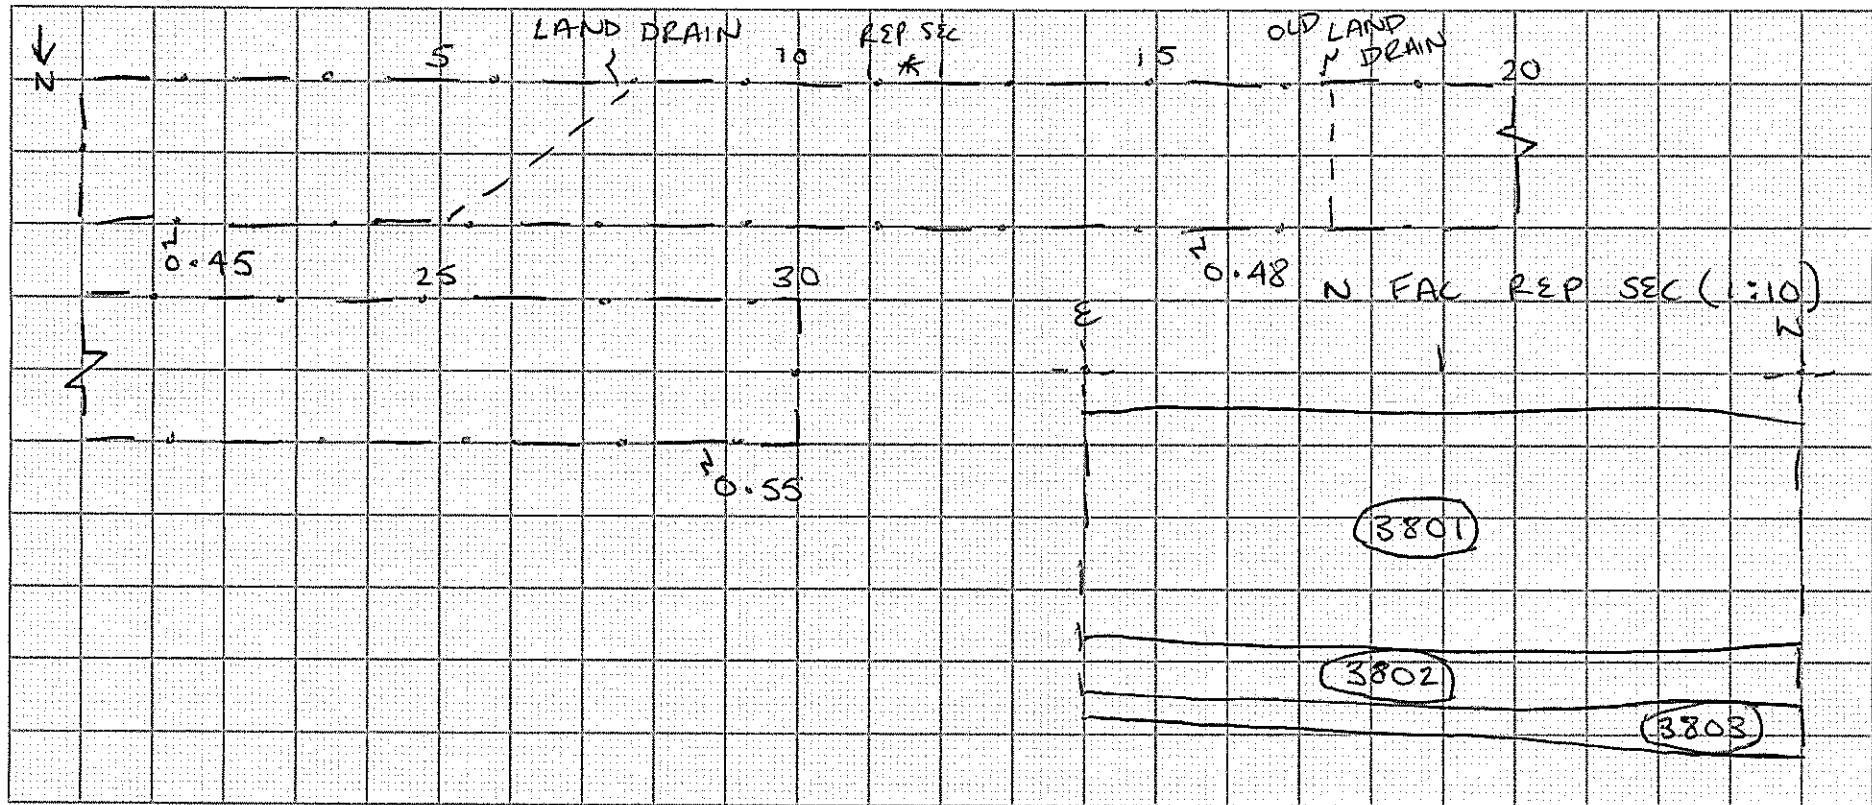 N
5
LAND DRAIN
10
REP SEC
*
15
OLD LAND
DRAIN
20
0.45
25
30
0.48
0.55
N FAC REP SEC (1:10)
E
3801
3802
3803